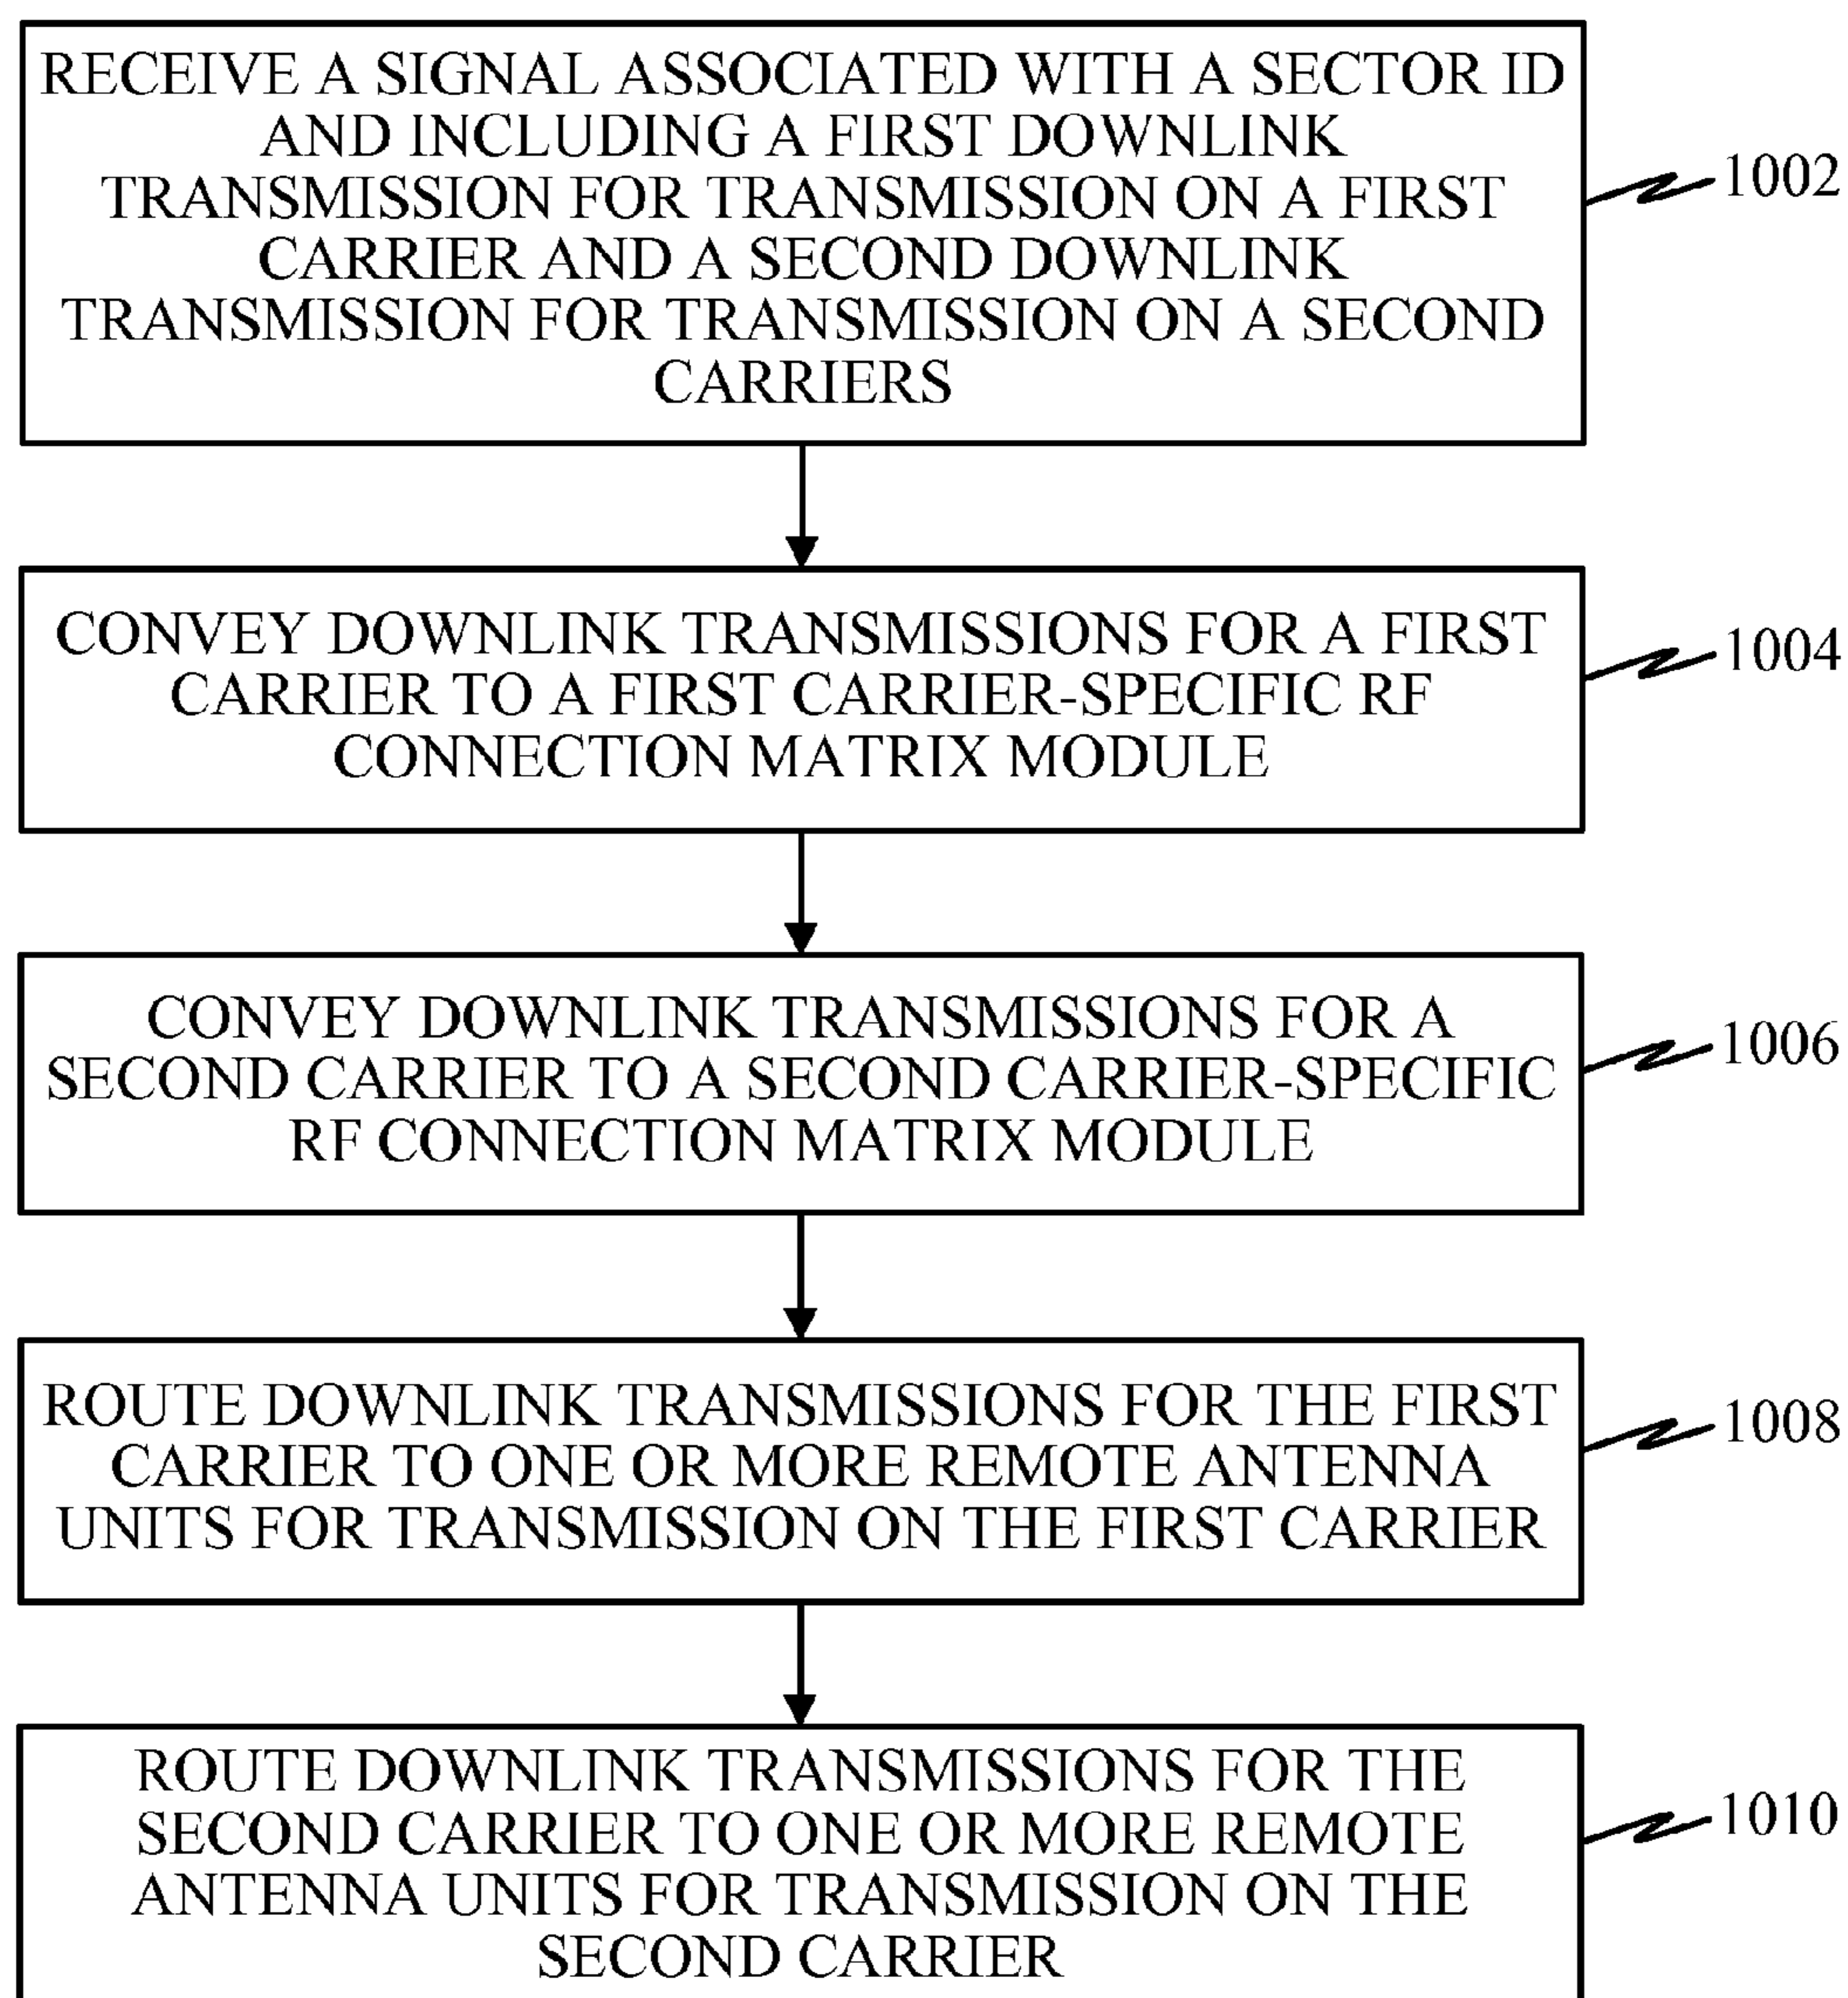 RECEIVE A SIGNAL ASSOCIATED WITH A SECTOR ID
AND INCLUDING A FIRST DOWNLINK
TRANSMISSION FOR TRANSMISSION ON A FIRST
CARRIER AND A SECOND DOWNLINK
TRANSMISSION FOR TRANSMISSION ON A SECOND
CARRIERS
1002
CONVEY DOWNLINK TRANSMISSIONS FOR A FIRST
CARRIER TO A FIRST CARRIER-SPECIFIC RF
CONNECTION MATRIX MODULE
1004
CONVEY DOWNLINK TRANSMISSIONS FOR A
SECOND CARRIER TO A SECOND CARRIER-SPECIFIC
RF CONNECTION MATRIX MODULE
1006
ROUTE DOWNLINK TRANSMISSIONS FOR THE FIRST
CARRIER TO ONE OR MORE REMOTE ANTENNA
UNITS FOR TRANSMISSION ON THE FIRST CARRIER
1008
ROUTE DOWNLINK TRANSMISSIONS FOR THE
SECOND CARRIER TO ONE OR MORE REMOTE
ANTENNA UNITS FOR TRANSMISSION ON THE
SECOND CARRIER
1010